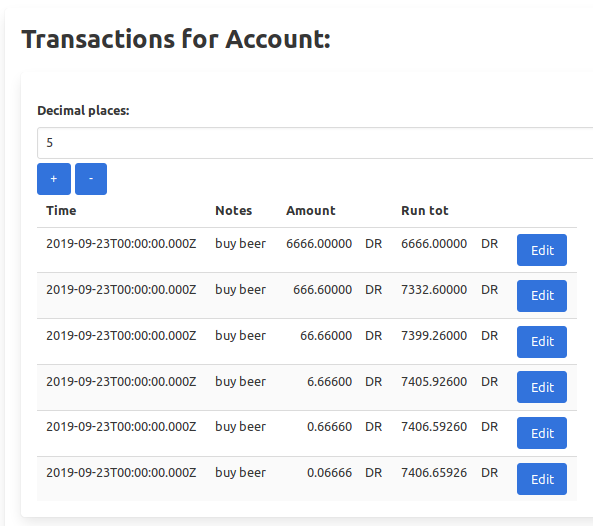 Transactions for Account:
Decimal places:
5
+ -
Time Notes Amount Run tot
2019-09-23T00:00:00.000Z buy beer 6666.00000 DR 6666.00000 DR Edit
2019-09-23T00:00:00.000Z buy beer 666.60000 DR 7332.60000 DR Edit
2019-09-23T00:00:00.000Z buy beer 66.66000 DR 7399.26000 DR Edit
2019-09-23T00:00:00.000Z buy beer 6.66600 DR 7405.92600 DR Edit
2019-09-23T00:00:00.000Z buy beer 0.66660 DR 7406.59260 DR Edit
2019-09-23T00:00:00.000Z buy beer 0.06666 DR 7406.65926 DR Edit